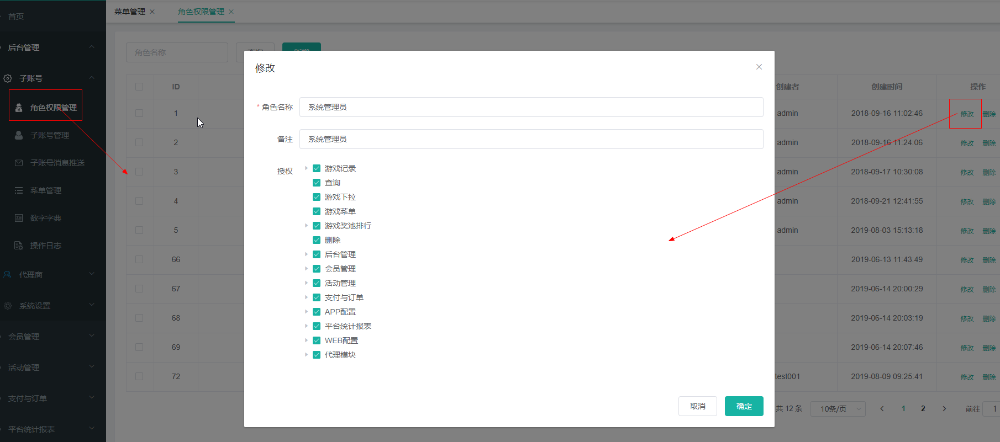 首页
后台管理
子账号
角色权限管理
子账号管理
子账号消息推送
菜单管理
数字字典
操作日志
代理商
系统设置
会员管理
活动管理
支付与订单
平台统计报表
菜单管理
角色权限管理
角色名称
查询 新增
ID 创建者 创建时间 操作
1 admin 2018-09-16 11:02:46 修改 删除
2 admin 2018-09-16 11:24:06 修改 删除
3 admin 2018-09-17 10:30:08 修改 删除
4 admin 2018-09-21 12:41:55 修改 删除
5 admin 2019-08-03 15:13:18 修改 删除
66 2019-06-13 11:43:49 修改 删除
67 2019-06-14 20:00:29 修改 删除
68 2019-06-14 20:03:19 修改 删除
69 2019-06-14 20:07:46 修改 删除
72 test001 2019-08-09 09:25:41 修改 删除
共 12 条 10条/页 1 2 前往 1
修改
* 角色名称 系统管理员
备注 系统管理员
授权 游戏记录
查询
游戏下拉
游戏菜单
游戏奖池排行
删除
后台管理
会员管理
活动管理
支付与订单
APP配置
平台统计报表
WEB配置
代理模块
取消 确定